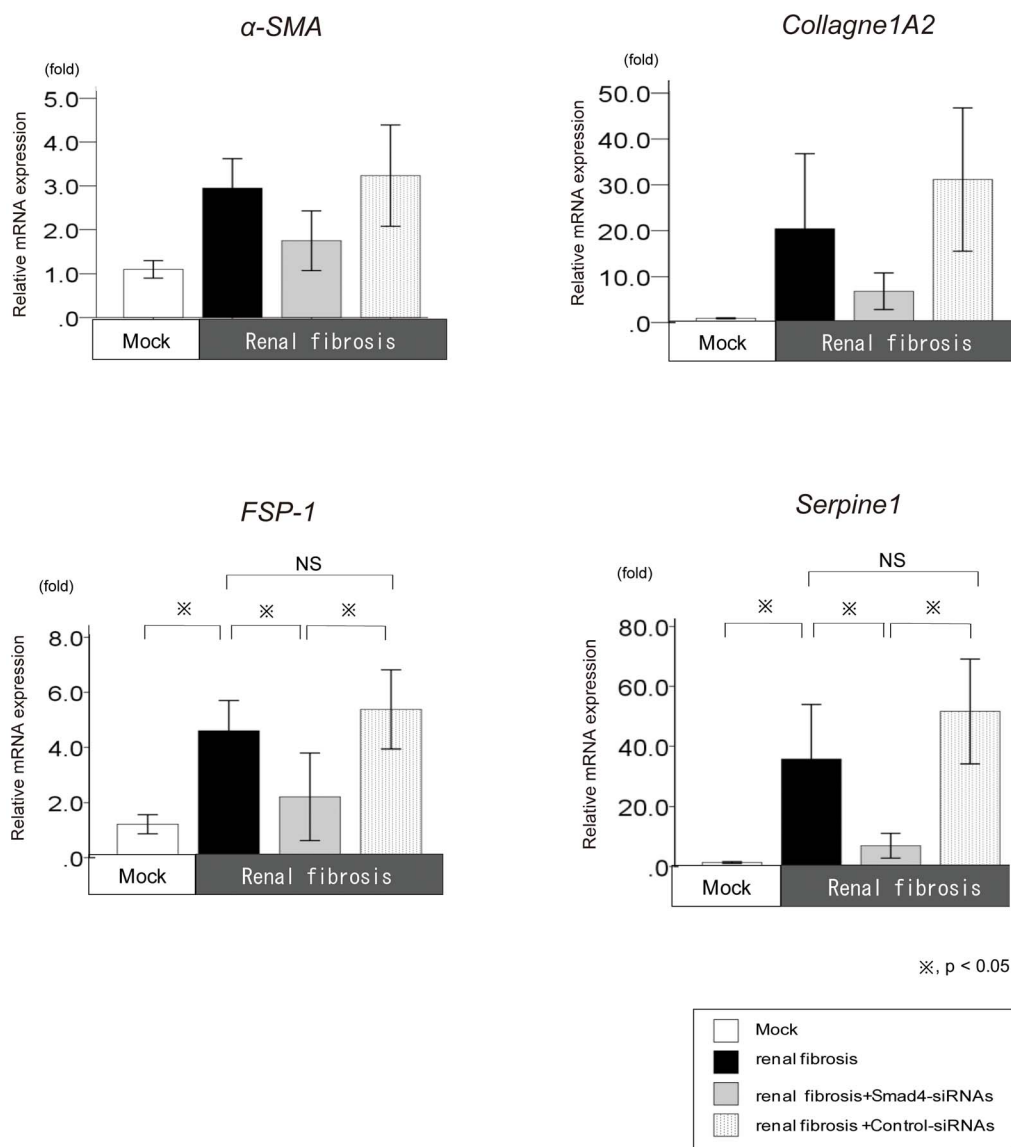 α-SMA
(fold)
Relative mRNA expression
5.0
4.0
3.0
2.0
1.0
.0
Mock
Renal fibrosis
Collagne1A2
(fold)
Relative mRNA expression
50.0
40.0
30.0
20.0
10.0
.0
Mock
Renal fibrosis
FSP-1
(fold)
NS
※ ※ ※
Relative mRNA expression
8.0
6.0
4.0
2.0
.0
Mock
Renal fibrosis
Serpine1
(fold)
NS
※ ※ ※
Relative mRNA expression
80.0
60.0
40.0
20.0
.0
Mock
Renal fibrosis
※, p < 0.05
Mock
renal fibrosis
renal fibrosis+Smad4-siRNAs
renal fibrosis +Control-siRNAs